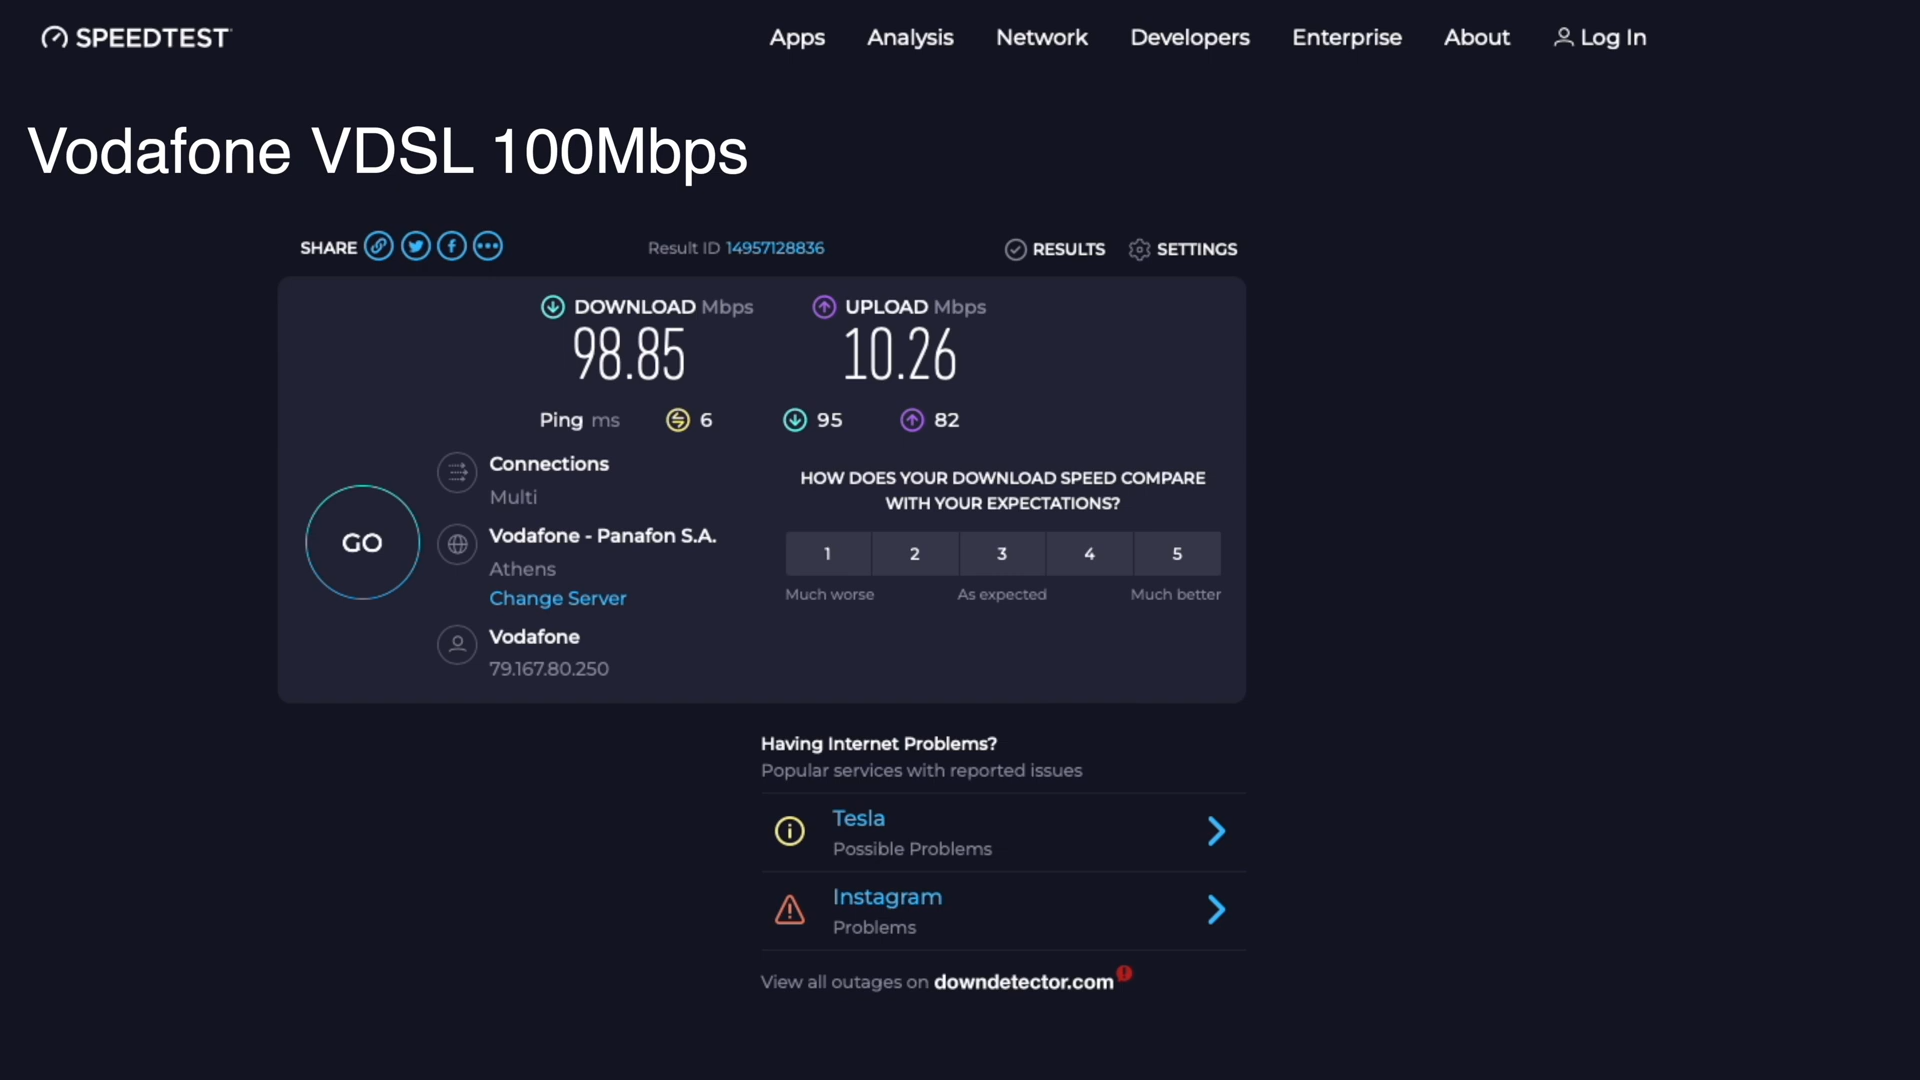 SPEEDTEST
Apps Analysis Network Developers Enterprise About Log In
Vodafone VDSL 100Mbps
SHARE Result ID 14957128836 RESULTS SETTINGS
DOWNLOAD Mbps UPLOAD Mbps
98.85 10.26
Ping ms 6 95 82
Connections
Multi
Vodafone - Panafon S.A.
Athens
Change Server
Vodafone
79.167.80.250
GO
HOW DOES YOUR DOWNLOAD SPEED COMPARE
WITH YOUR EXPECTATIONS?
1 2 3 4 5
Much worse As expected Much better
Having Internet Problems?
Popular services with reported issues
Tesla
Possible Problems
Instagram
Problems
View all outages on downdetector.com